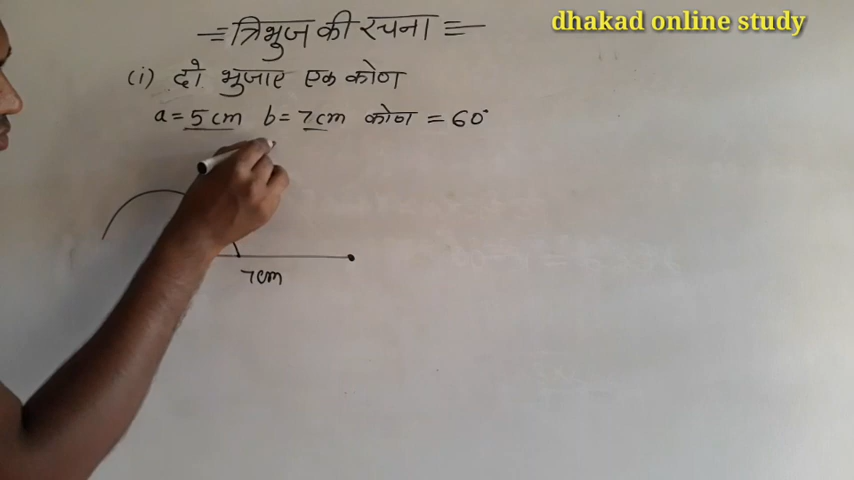 dhakad online study
= त्रिभुज की रचना =
(i) दो भुजाए एक कोण
a = 5 cm b = 7 cm कोण = 60°
7cm